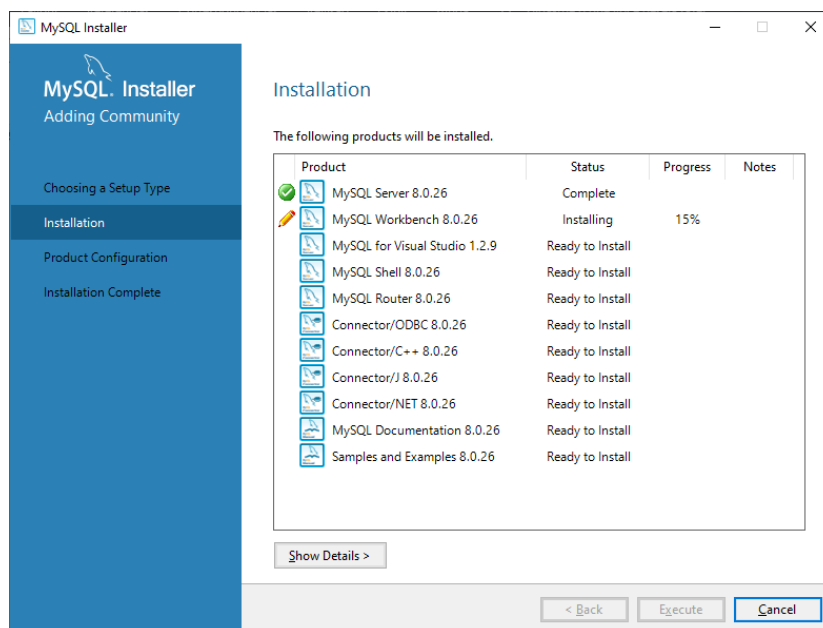 MySQL Installer
MySQL. Installer
Adding Community
Choosing a Setup Type
Installation
Product Configuration
Installation Complete
Installation
The following products will be installed.
Product Status Progress Notes
MySQL Server 8.0.26 Complete
MySQL Workbench 8.0.26 Installing 15%
MySQL for Visual Studio 1.2.9 Ready to Install
MySQL Shell 8.0.26 Ready to Install
MySQL Router 8.0.26 Ready to Install
Connector/ODBC 8.0.26 Ready to Install
Connector/C++ 8.0.26 Ready to Install
Connector/J 8.0.26 Ready to Install
Connector/NET 8.0.26 Ready to Install
MySQL Documentation 8.0.26 Ready to Install
Samples and Examples 8.0.26 Ready to Install
Show Details >
< Back Execute Cancel